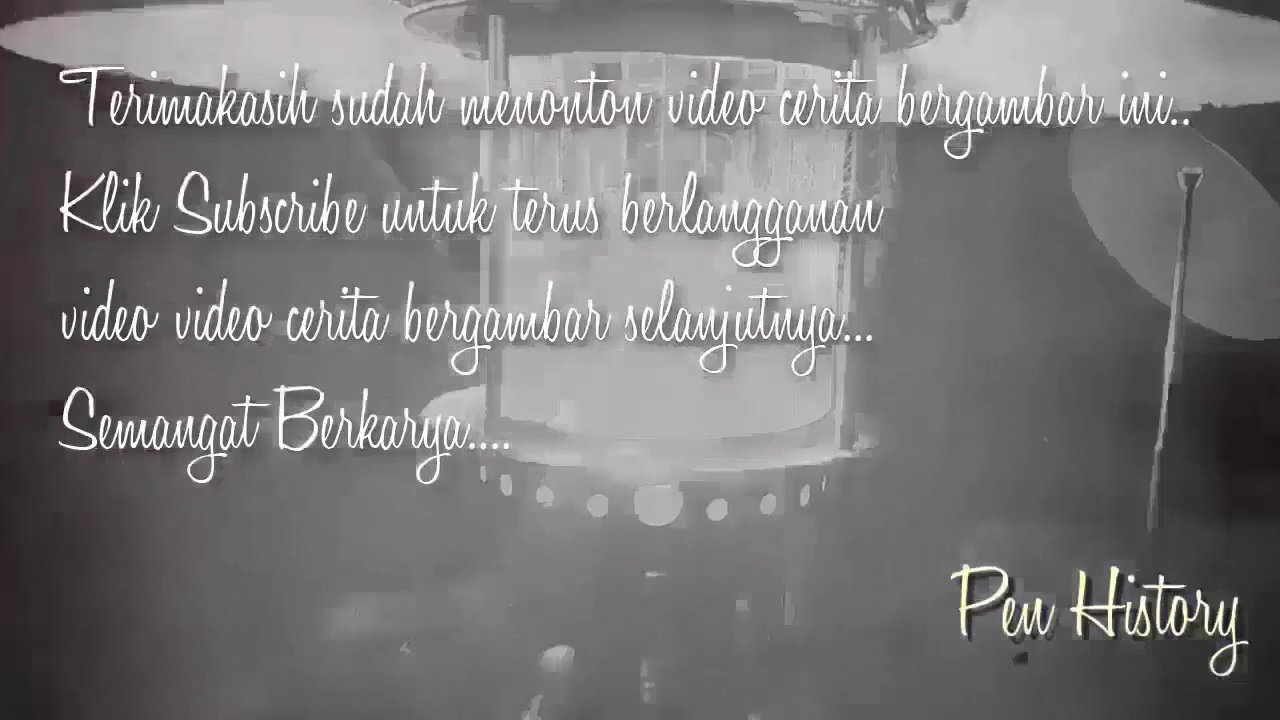 Terimakasih sudah menonton video cerita bergambar ini..
Klik Subscribe untuk terus berlangganan
video video cerita bergambar selanjutnya...
Semangat Berkarya....
Pen History